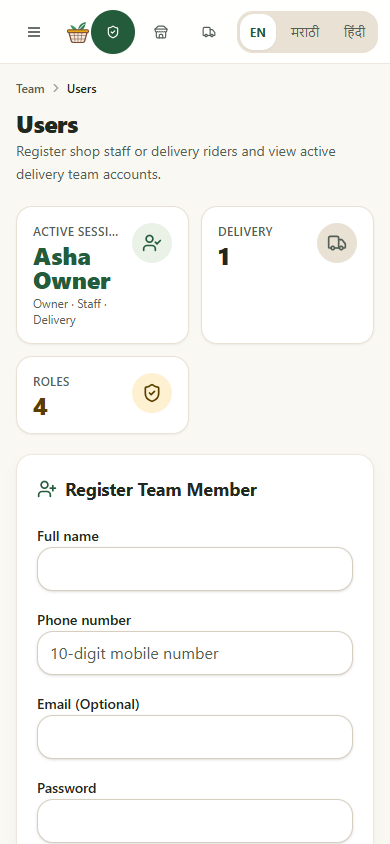 EN मराठी हिंदी
Team > Users
Users
Register shop staff or delivery riders and view active
delivery team accounts.
ACTIVE SESSI...
Asha
Owner
Owner · Staff ·
Delivery
DELIVERY
1
ROLES
4
Register Team Member
Full name
Phone number
10-digit mobile number
Email (Optional)
Password